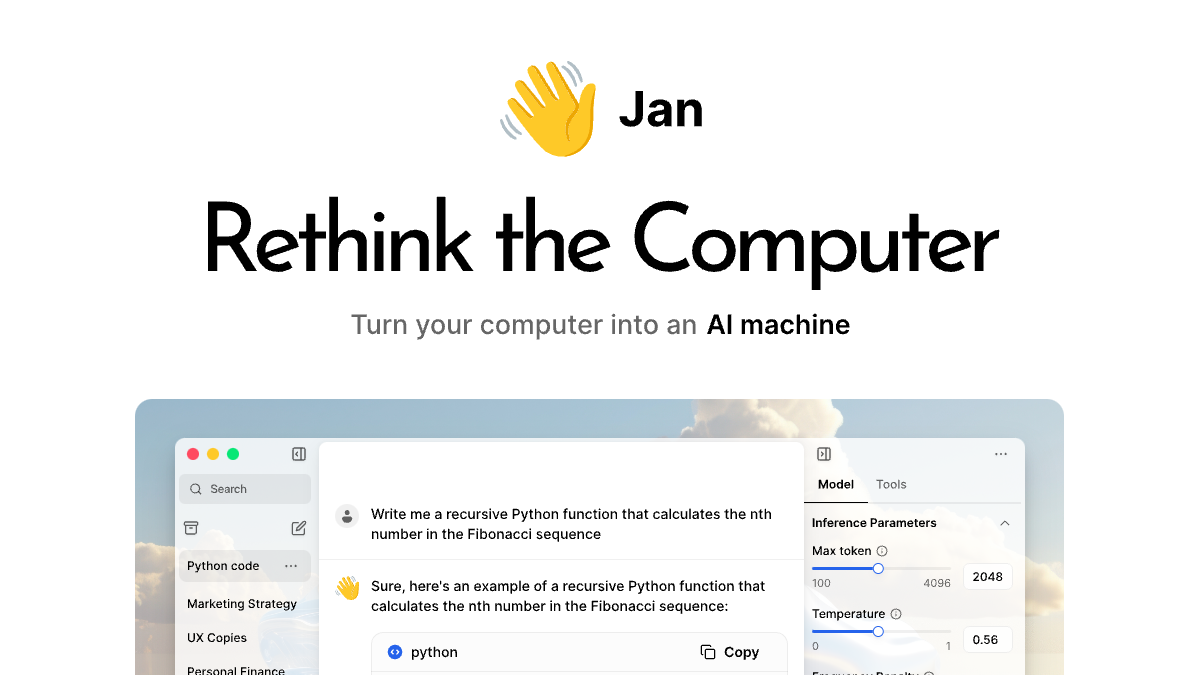 Jan
Rethink the Computer
Turn your computer into an AI machine
Search
Python code
Marketing Strategy
UX Copies
Personal Finance
Write me a recursive Python function that calculates the nth
number in the Fibonacci sequence
Sure, here's an example of a recursive Python function that
calculates the nth number in the Fibonacci sequence:
python
Copy
Model
Tools
Inference Parameters
Max token
100
4096
2048
Temperature
0
1
0.56
Frequency Penalty